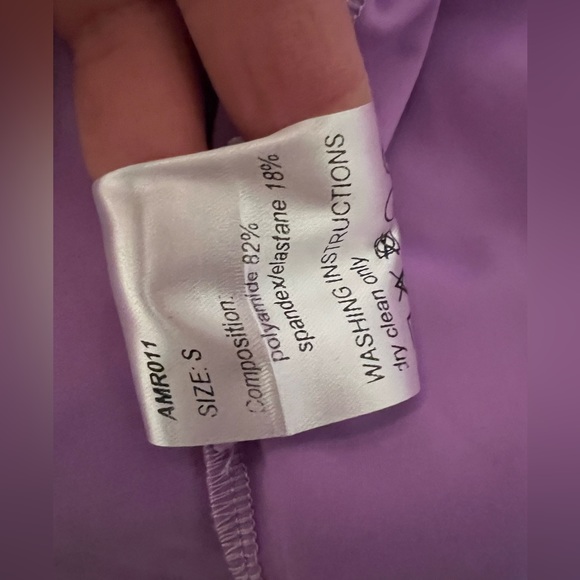 AMR011
SIZE: S
Composition:
polyamide 82%
spandex/elastane 18%
WASHING INSTRUCTIONS
dry clean only